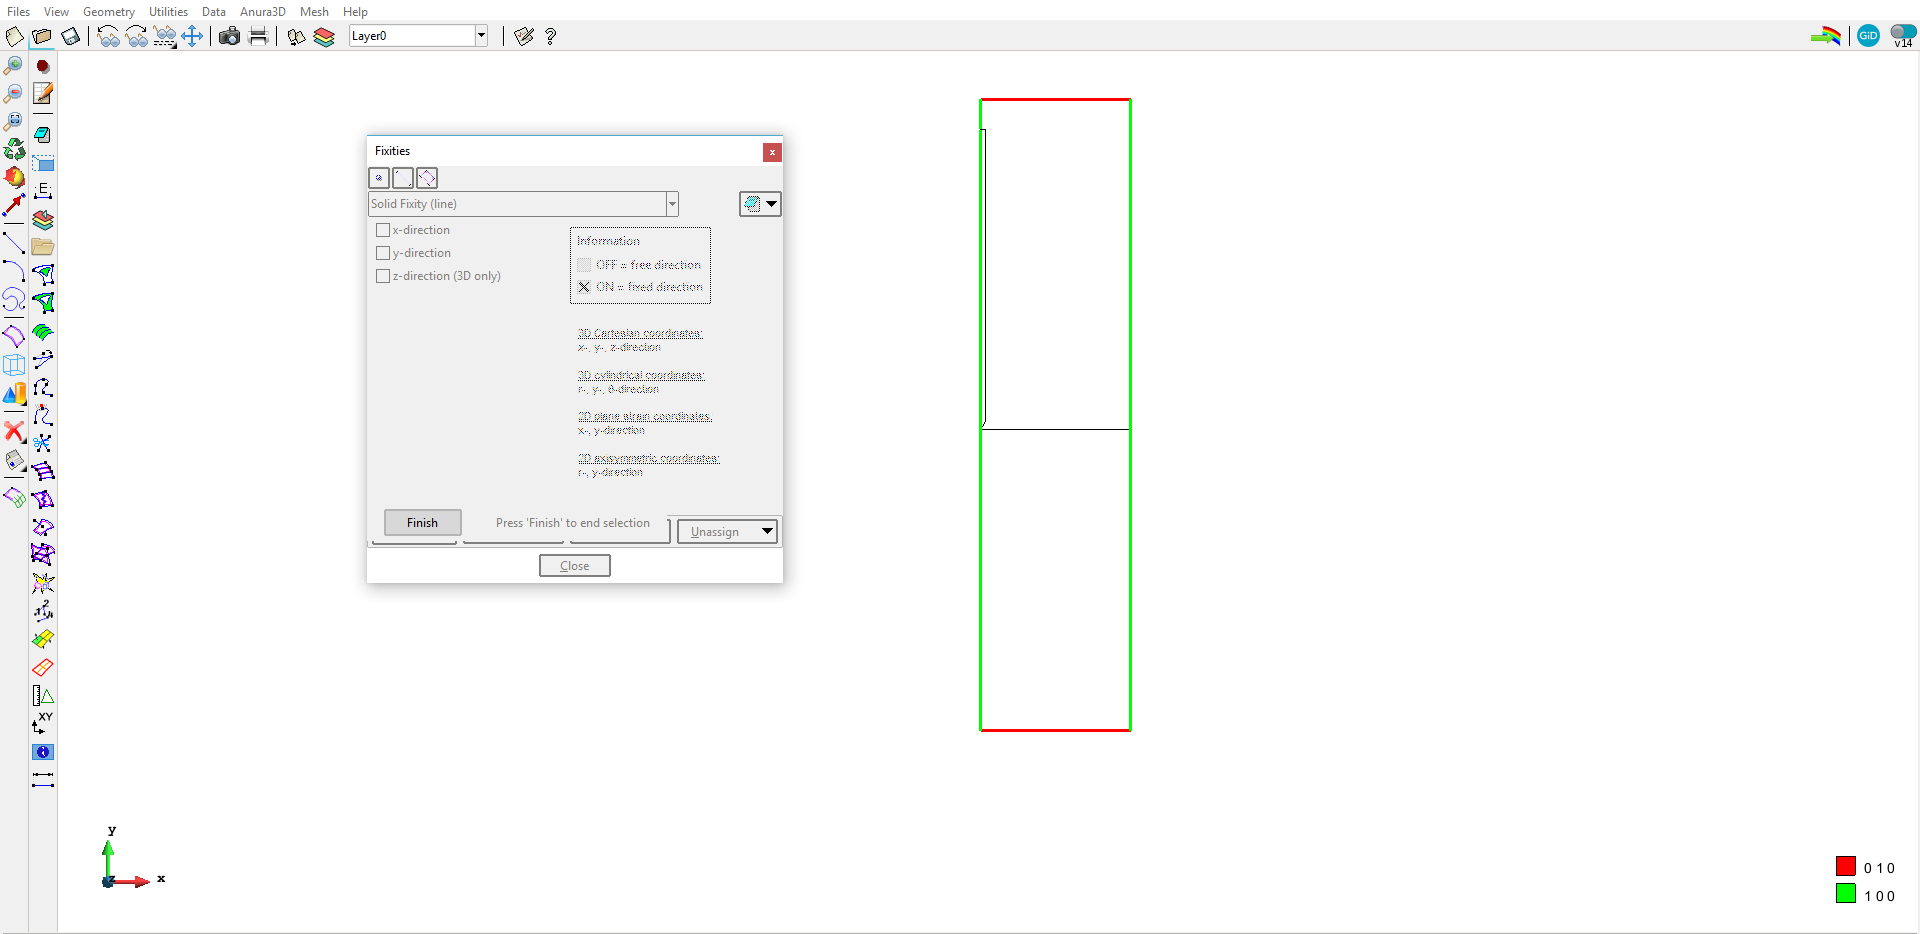 Files View Geometry Utilities Data Anura3D Mesh Help
Layer0
GiD
v14
Fixities
x
Solid Fixity (line)
x-direction
y-direction
z-direction (3D only)
Information
OFF = free direction
ON = fixed direction
3D Cartesian coordinates:
x-, y-, z-direction
3D cylindrical coordinates:
r-, y-, θ-direction
2D plane strain coordinates:
x-, y-direction
2D axisymmetric coordinates:
r-, y-direction
Finish Press 'Finish' to end selection Unassign
Close
E
2
XY
y
z
x
0 1 0
1 0 0